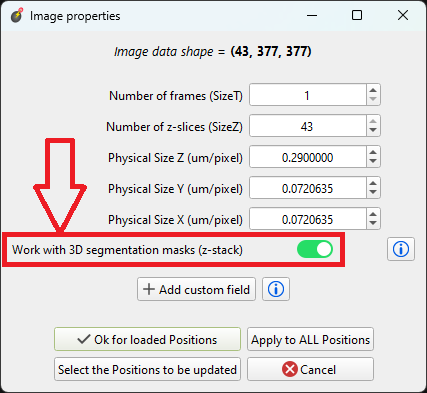 Image properties
Image data shape = (43, 377, 377)
Number of frames (SizeT) 1
Number of z-slices (SizeZ) 43
Physical Size Z (um/pixel) 0.2900000
Physical Size Y (um/pixel) 0.0720635
Physical Size X (um/pixel) 0.0720635
Work with 3D segmentation masks (z-stack)
Add custom field
Ok for loaded Positions Apply to ALL Positions
Select the Positions to be updated Cancel